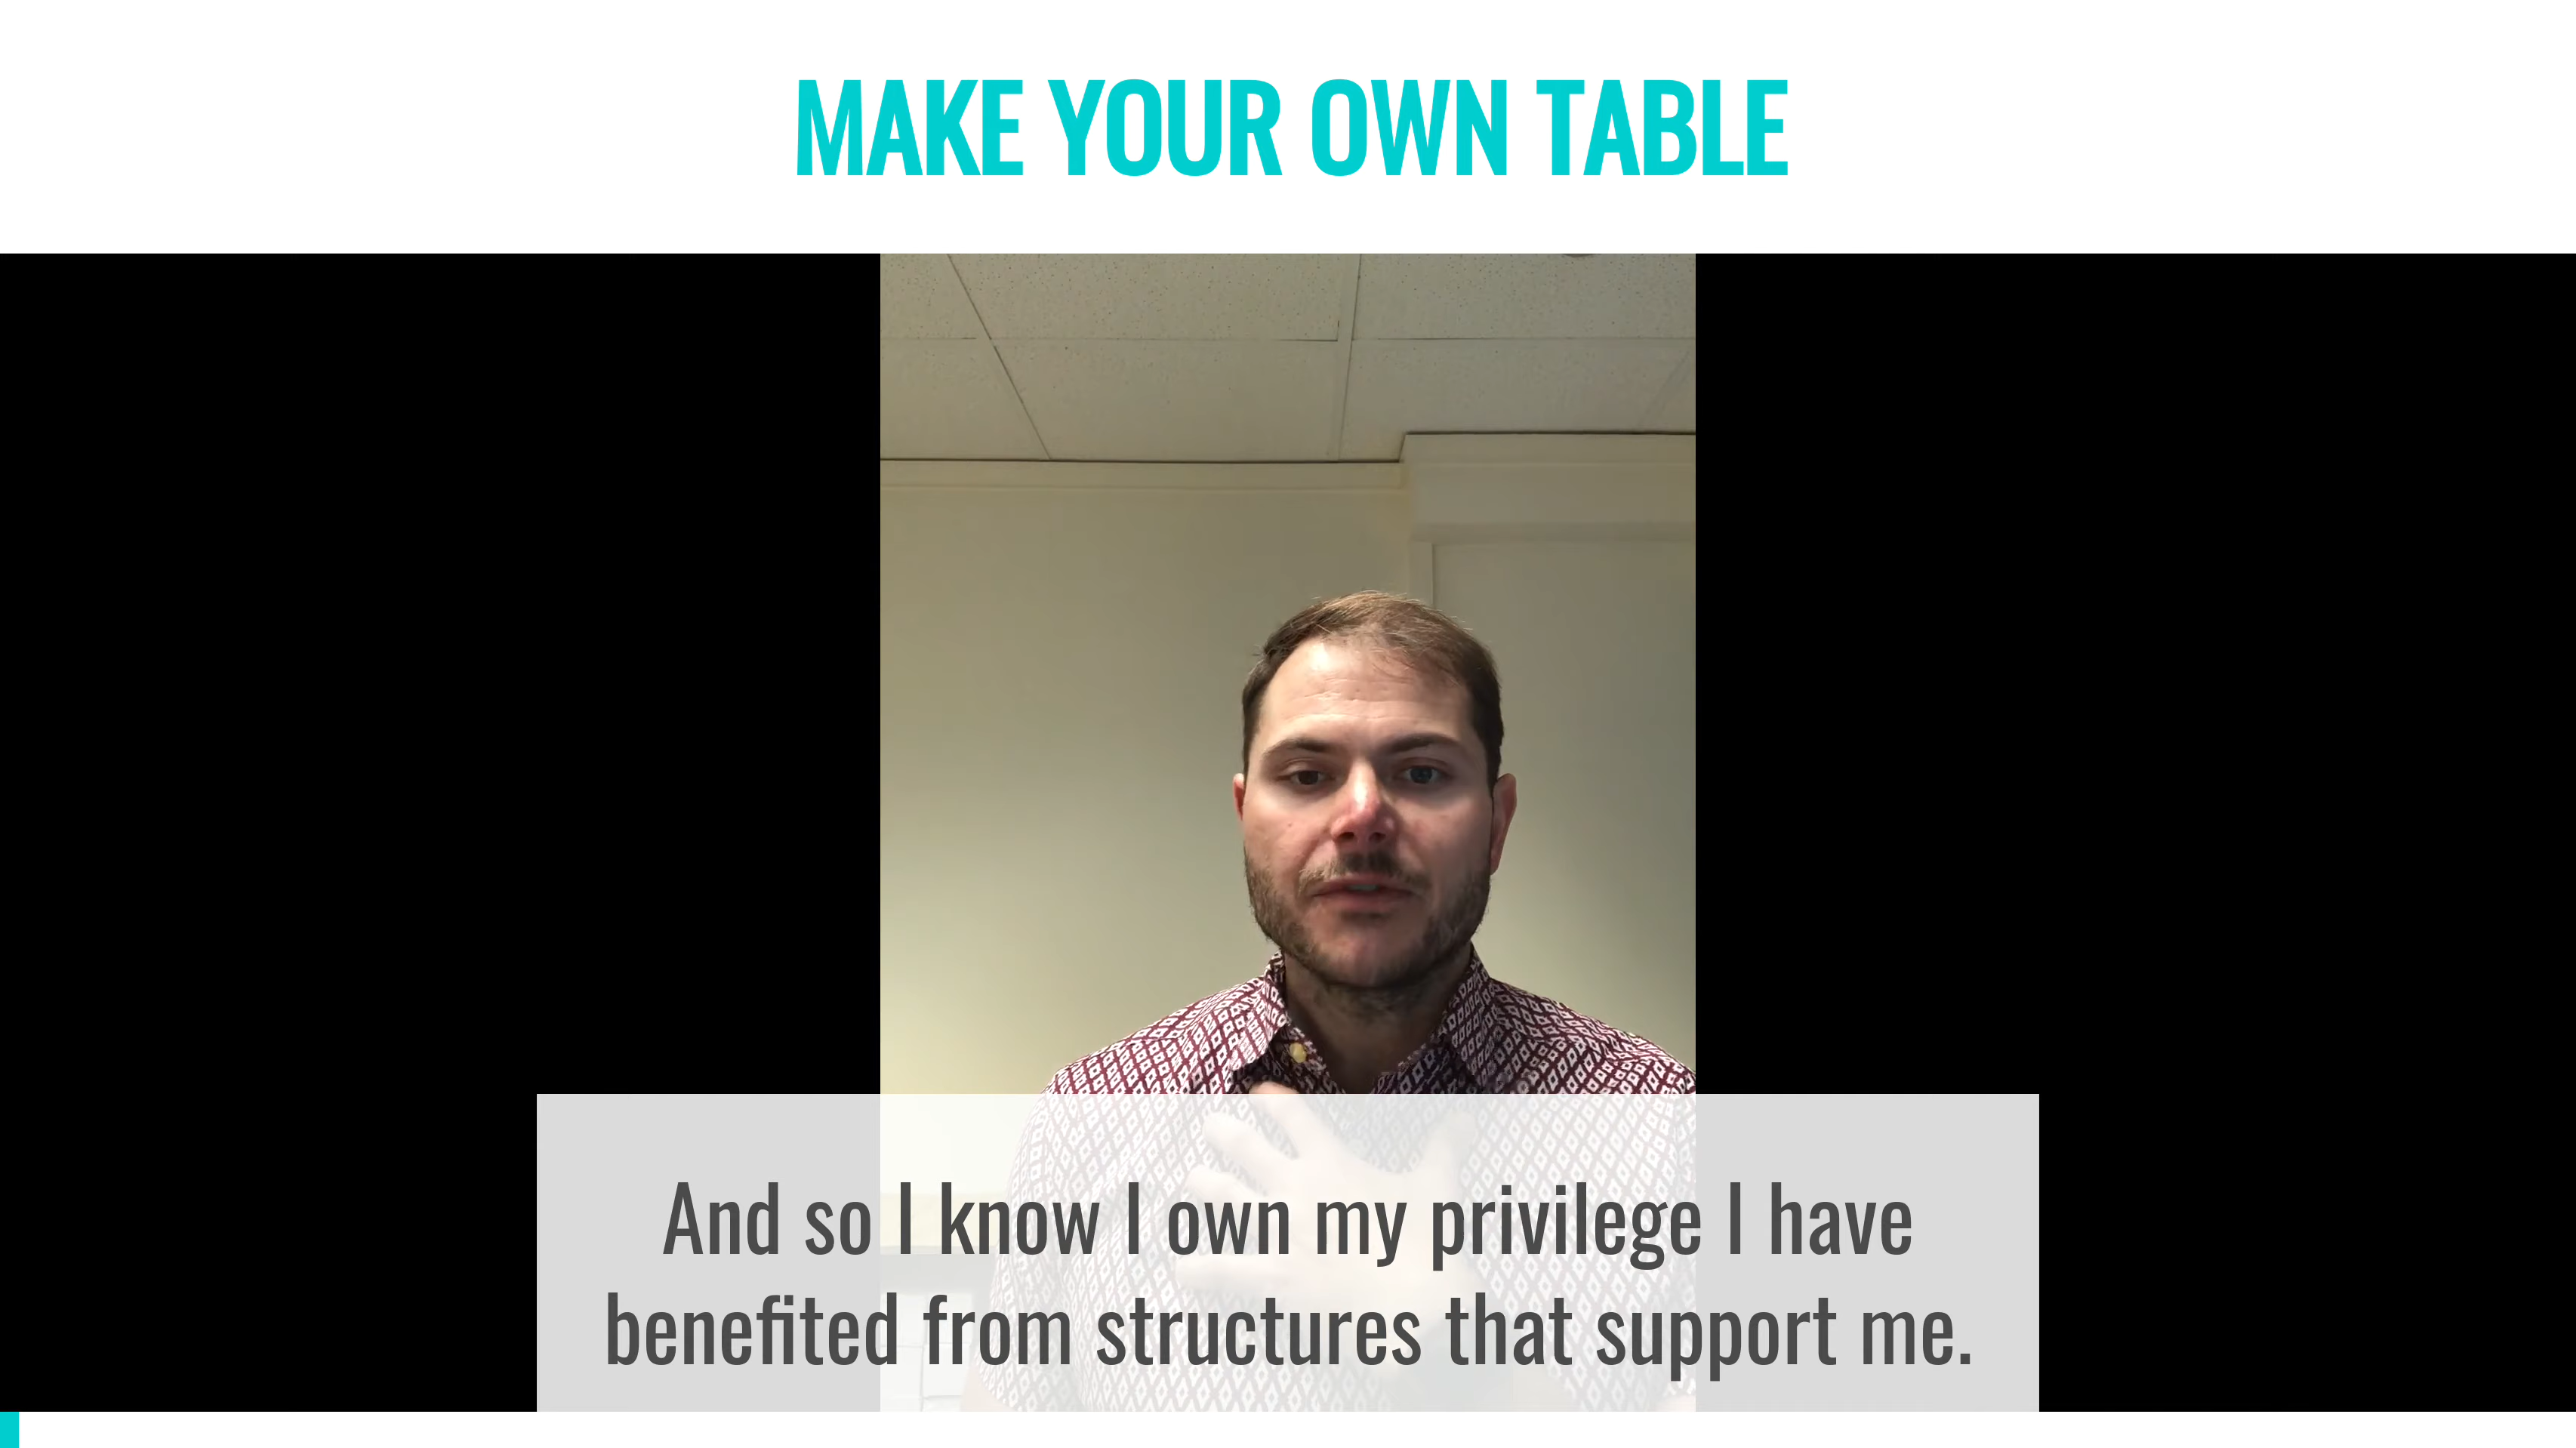 MAKE YOUR OWN TABLE
And so I know I own my privilege I have
benefited from structures that support me.